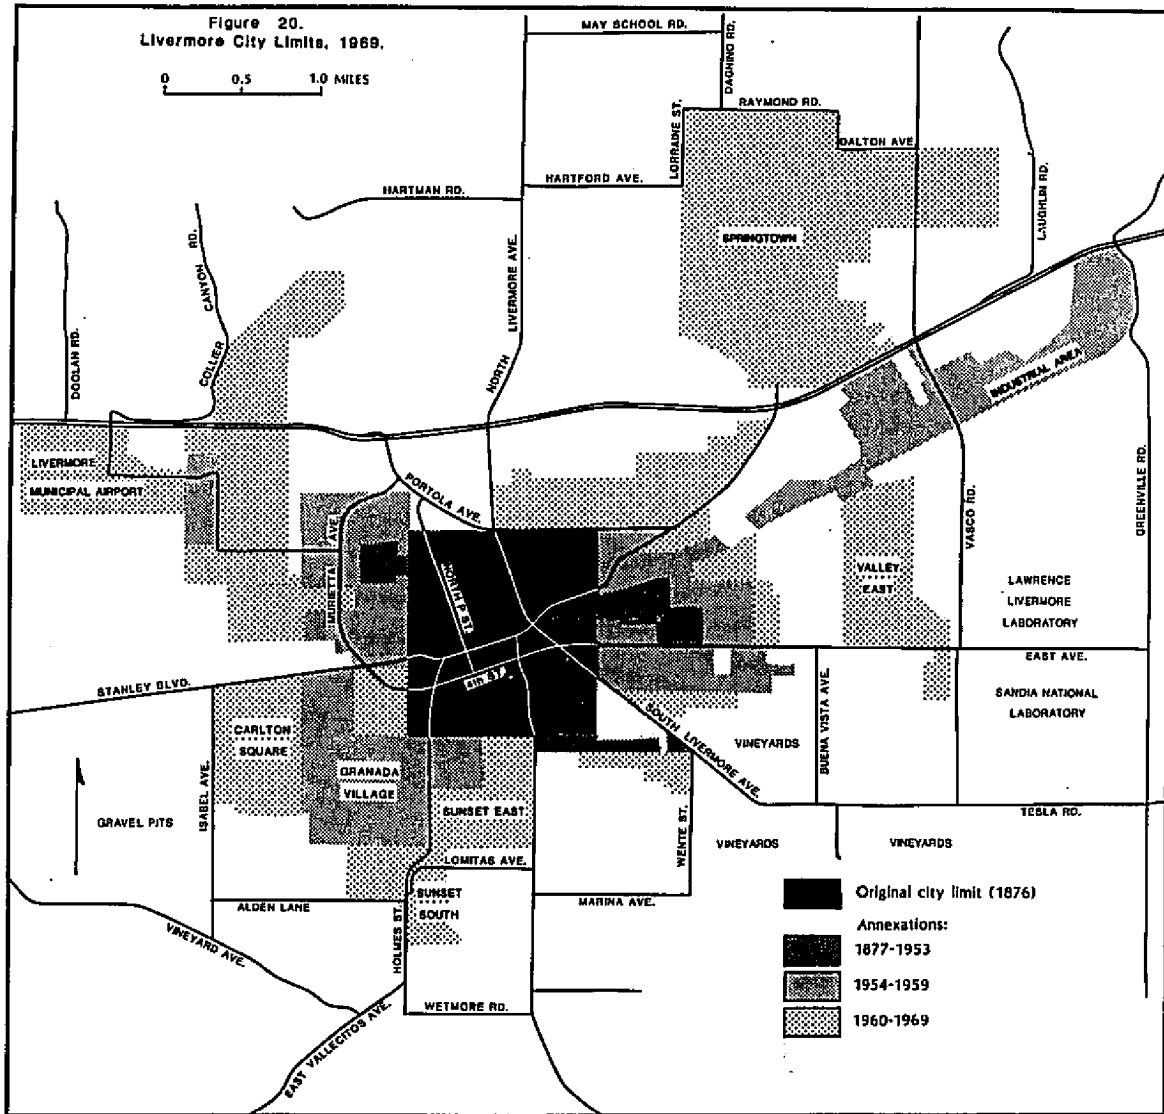 Figure 20.
Livermore City Limits, 1969.
0 0.5 1.0 MILES
MAY SCHOOL RD.
DAGNINO RD.
RAYMOND RD.
LORRAINE ST.
DALTON AVE.
HARTFORD AVE.
HARTMAN RD.
LAUGHLIN RD.
SPRINGTOWN
CANYON RD.
COLLIER
DOOLAN RD.
NORTH LIVERMORE AVE.
INDUSTRIAL AREA
LIVERMORE
MUNICIPAL AIRPORT
PORTOLA AVE.
MURIETTA AVE.
NORTH P ST.
VASCO RD.
GREENVILLE RD.
VALLEY
EAST
LAWRENCE
LIVERMORE
LABORATORY
EAST AVE.
STANLEY BLVD.
4th ST.
SANDIA NATIONAL
LABORATORY
CARLTON
SQUARE
SOUTH LIVERMORE AVE.
VINEYARDS
BUENA VISTA AVE.
GRANADA
VILLAGE
ISABEL AVE.
SUNSET EAST
GRAVEL PITS
TESLA RD.
WENTE ST.
VINEYARDS
VINEYARDS
LOMITAS AVE.
SUNSET
SOUTH
ALDEN LANE
MARINA AVE.
HOLMES ST.
VINEYARD AVE.
WETMORE RD.
EAST VALLECITOS AVE.
Original city limit (1876)
Annexations:
1877-1953
1954-1959
1960-1969